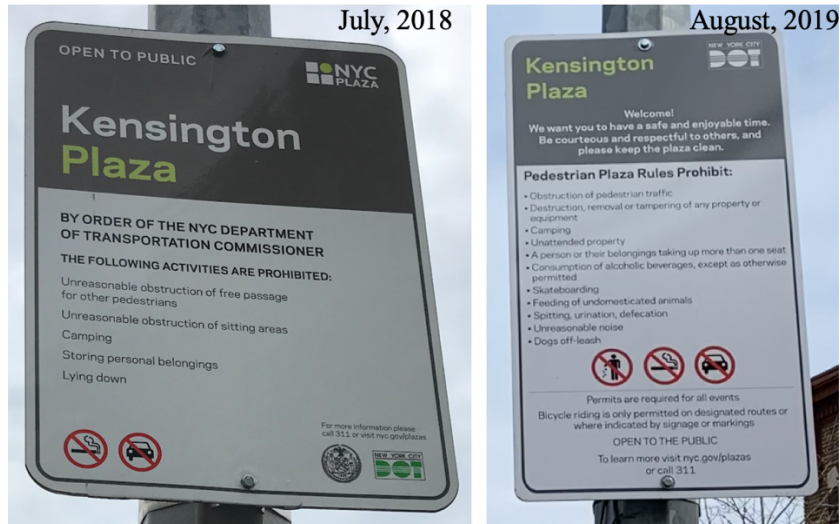 July, 2018
OPEN TO PUBLIC
NYC
PLAZA
Kensington
Plaza
BY ORDER OF THE NYC DEPARTMENT
OF TRANSPORTATION COMMISSIONER
THE FOLLOWING ACTIVITIES ARE PROHIBITED:
Unreasonable obstruction of free passage
for other pedestrians
Unreasonable obstruction of sitting areas
Camping
Storing personal belongings
Lying down
For more information please
call 311 or visit nyc.gov/plazas
NEW YORK CITY
DOT
August, 2019
NEW YORK CITY
DOT
Kensington
Plaza
Welcome!
We want you to have a safe and enjoyable time.
Be courteous and respectful to others, and
please keep the plaza clean.
Pedestrian Plaza Rules Prohibit:
• Obstruction of pedestrian traffic
• Destruction, removal or tampering of any property or
equipment
• Camping
• Unattended property
• A person or their belongings taking up more than one seat
• Consumption of alcoholic beverages, except as otherwise
permitted
• Skateboarding
• Feeding of undomesticated animals
• Spitting, urination, defecation
• Unreasonable noise
• Dogs off-leash
Permits are required for all events
Bicycle riding is only permitted on designated routes or
where indicated by signage or markings
OPEN TO THE PUBLIC
To learn more visit nyc.gov/plazas
or call 311